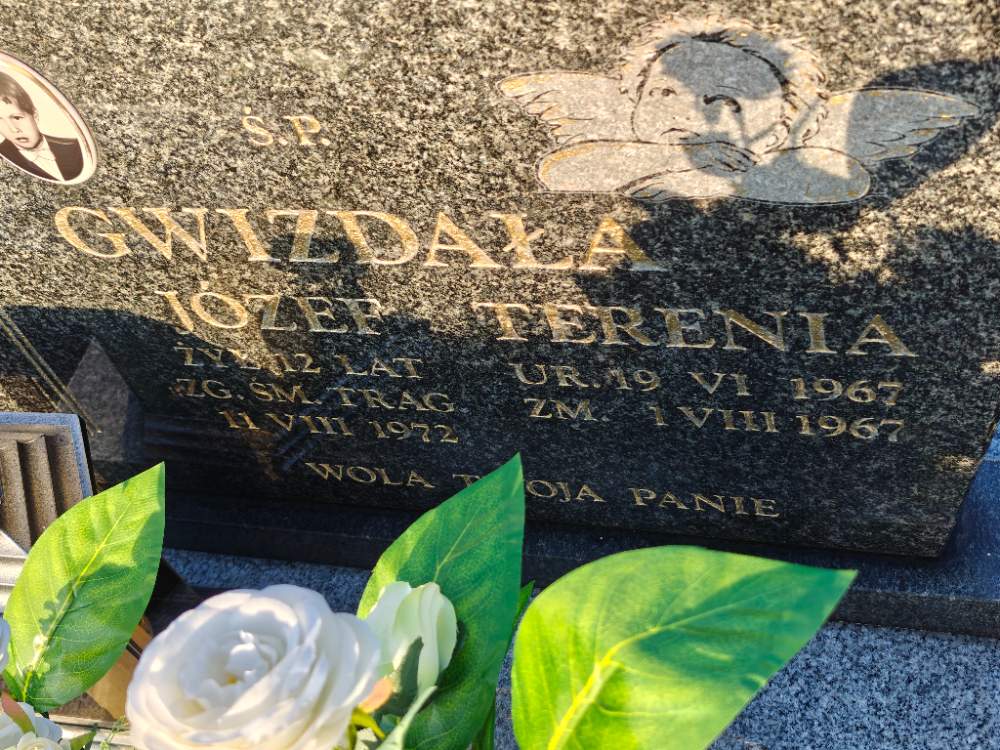 Ś.P.
GWIZDAŁA
JÓZEF TERENIA
ŻYŁ 12 LAT UR. 19 VI 1967
ZG. ŚM. TRAG ZM. 1 VIII 1967
11 VIII 1972
WOLA PANIE